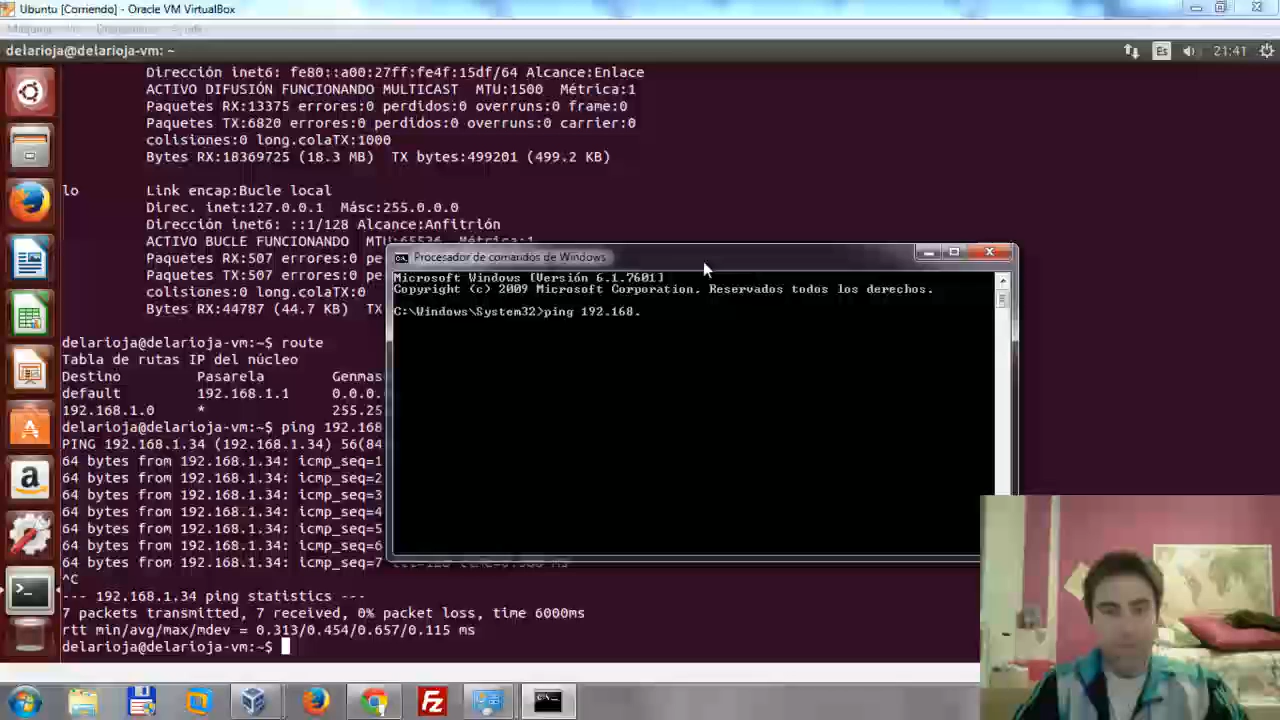 Ubuntu [Corriendo] - Oracle VM VirtualBox
delarioja@delarioja-vm: ~
Es
21:41
Dirección inet6: fe80::a00:27ff:fe4f:15df/64 Alcance:Enlace
ACTIVO DIFUSIÓN FUNCIONANDO MULTICAST  MTU:1500  Métrica:1
Paquetes RX:13375 errores:0 perdidos:0 overruns:0 frame:0
Paquetes TX:6820 errores:0 perdidos:0 overruns:0 carrier:0
colisiones:0 long.colaTX:1000
Bytes RX:18369725 (18.3 MB)  TX bytes:499201 (499.2 KB)
lo Link encap:Bucle local
Direc. inet:127.0.0.1  Másc:255.0.0.0
Dirección inet6: ::1/128 Alcance:Anfitrión
ACTIVO BUCLE FUNCIONANDO  MTU:65536  Métrica:1
Paquetes RX:507 errores:0
Paquetes TX:507 errores:0
colisiones:0 long.colaTX:0
Bytes RX:44787 (44.7 KB)
delarioja@delarioja-vm:~$ route
Tabla de rutas IP del núcleo
Destino Pasarela Genmas
default 192.168.1.1 0.0.0.
192.168.1.0 * 255.25
delarioja@delarioja-vm:~$ ping 192.168
PING 192.168.1.34 (192.168.1.34) 56(84
64 bytes from 192.168.1.34: icmp_seq=1
64 bytes from 192.168.1.34: icmp_seq=2
64 bytes from 192.168.1.34: icmp_seq=3
64 bytes from 192.168.1.34: icmp_seq=4
64 bytes from 192.168.1.34: icmp_seq=5
64 bytes from 192.168.1.34: icmp_seq=6
64 bytes from 192.168.1.34: icmp_seq=7
^C
--- 192.168.1.34 ping statistics ---
7 packets transmitted, 7 received, 0% packet loss, time 6000ms
rtt min/avg/max/mdev = 0.313/0.454/0.657/0.115 ms
delarioja@delarioja-vm:~$
Procesador de comandos de Windows
Microsoft Windows [Versión 6.1.7601]
Copyright (c) 2009 Microsoft Corporation. Reservados todos los derechos.
C:\Windows\System32>ping 192.168.